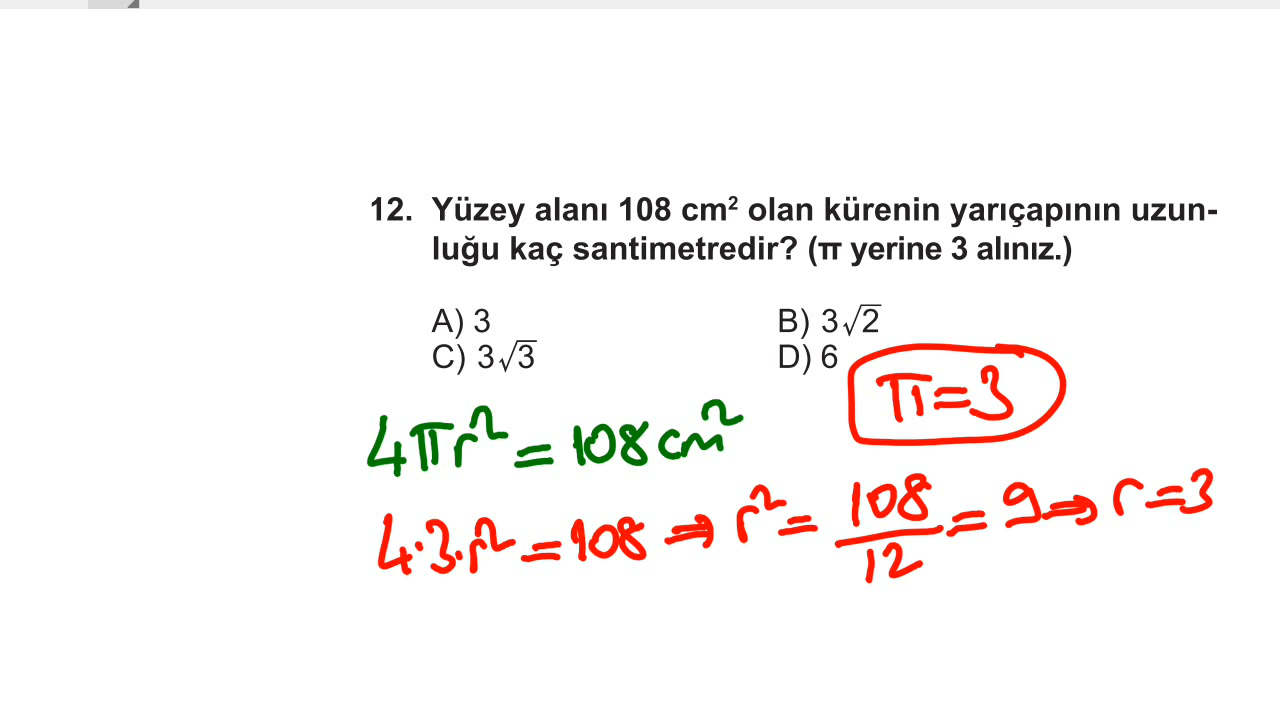 12. Yüzey alanı 108 cm² olan kürenin yarıçapının uzun-
luğu kaç santimetredir? (π yerine 3 alınız.)
A) 3 B) 3√2
C) 3√3 D) 6
π=3
4πr² = 108 cm²
4.3.r² = 108 ⇒ r² = 108/12 = 9 ⇒ r = 3